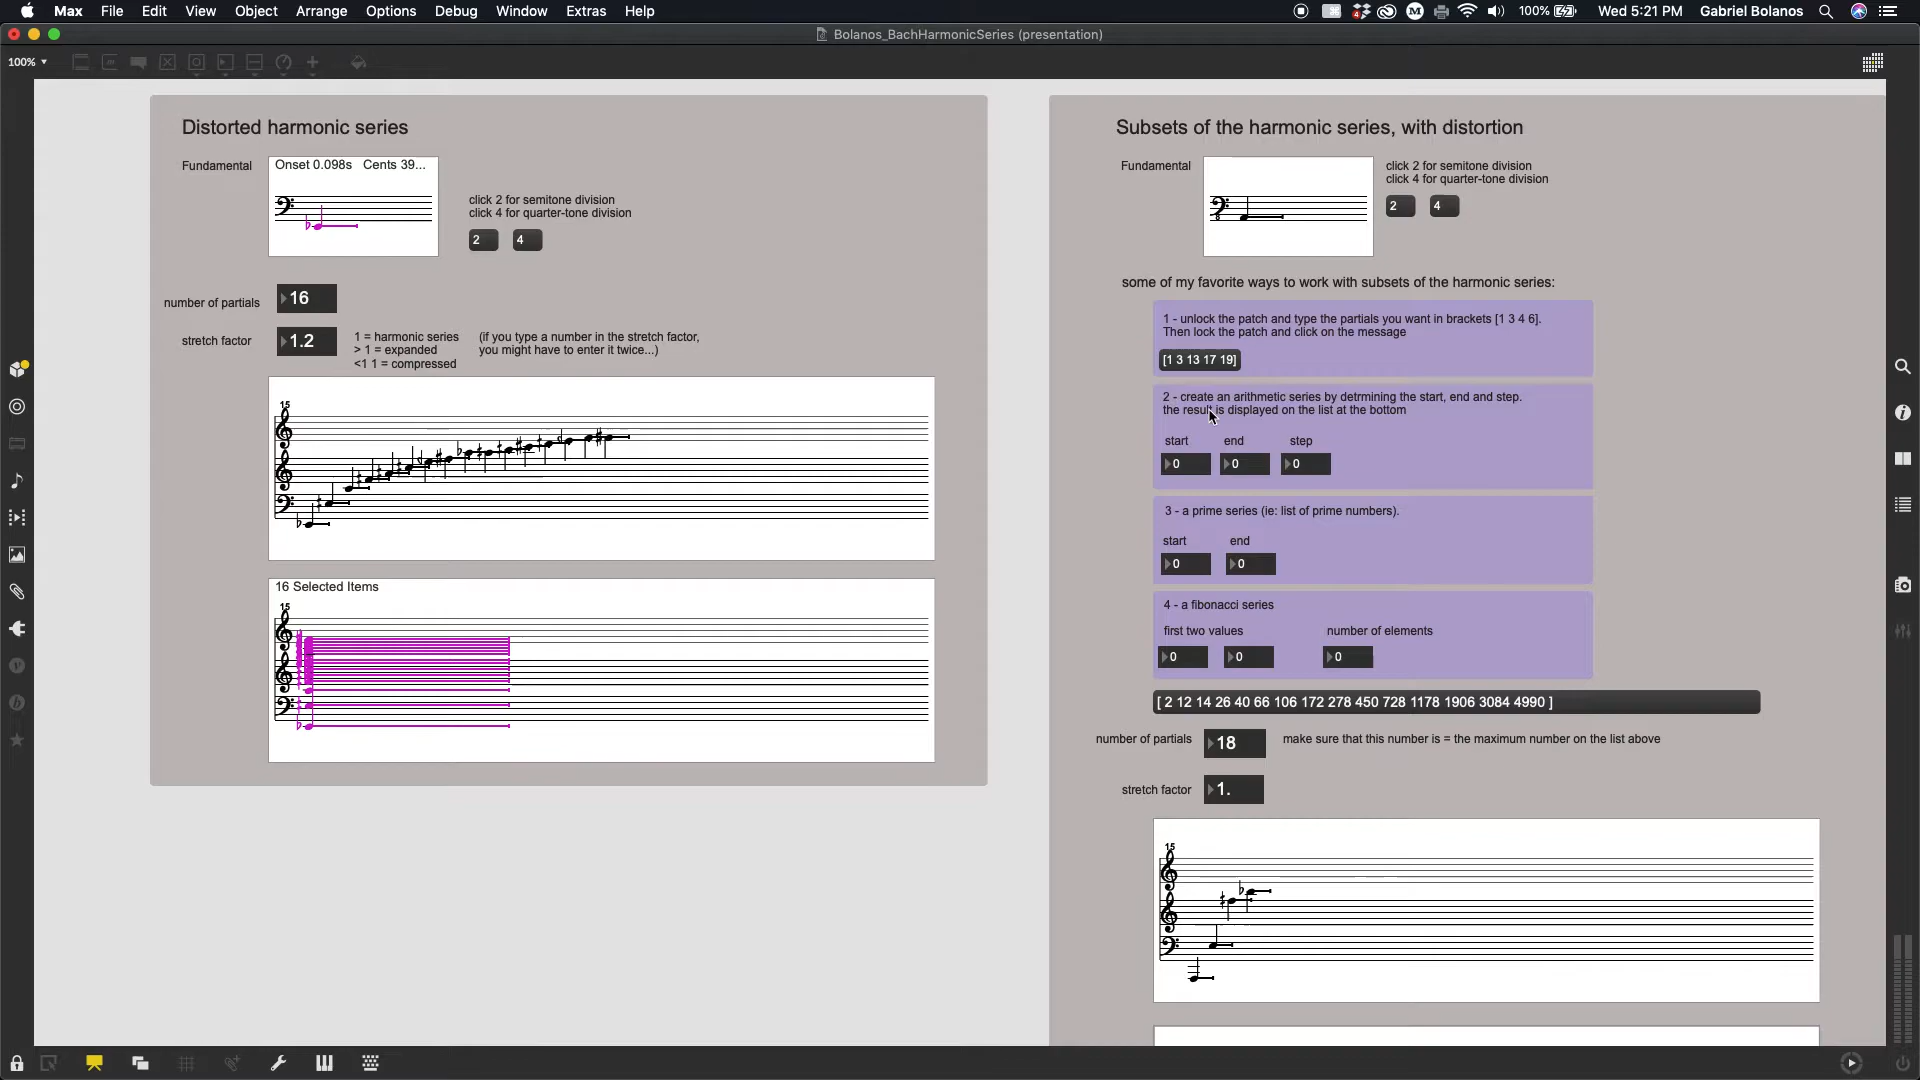 Max File Edit View Object Arrange Options Debug Window Extras Help
100% Wed 5:21 PM Gabriel Bolanos
Bolanos_BachHarmonicSeries (presentation)
100%
Distorted harmonic series
Fundamental
Onset 0.098s Cents 39...
click 2 for semitone division
click 4 for quarter-tone division
2 4
number of partials
16
stretch factor
1.2
1 = harmonic series
> 1 = expanded
<1 1 = compressed
(if you type a number in the stretch factor,
you might have to enter it twice...)
15
16 Selected Items
15
Subsets of the harmonic series, with distortion
Fundamental
8
click 2 for semitone division
click 4 for quarter-tone division
2 4
some of my favorite ways to work with subsets of the harmonic series:
1 - unlock the patch and type the partials you want in brackets [1 3 4 6].
Then lock the patch and click on the message
[1 3 13 17 19]
2 - create an arithmetic series by detrmining the start, end and step.
the result is displayed on the list at the bottom
start end step
0 0 0
3 - a prime series (ie: list of prime numbers).
start end
0 0
4 - a fibonacci series
first two values number of elements
0 0 0
[ 2 12 14 26 40 66 106 172 278 450 728 1178 1906 3084 4990 ]
number of partials
18
make sure that this number is = the maximum number on the list above
stretch factor
1.
15